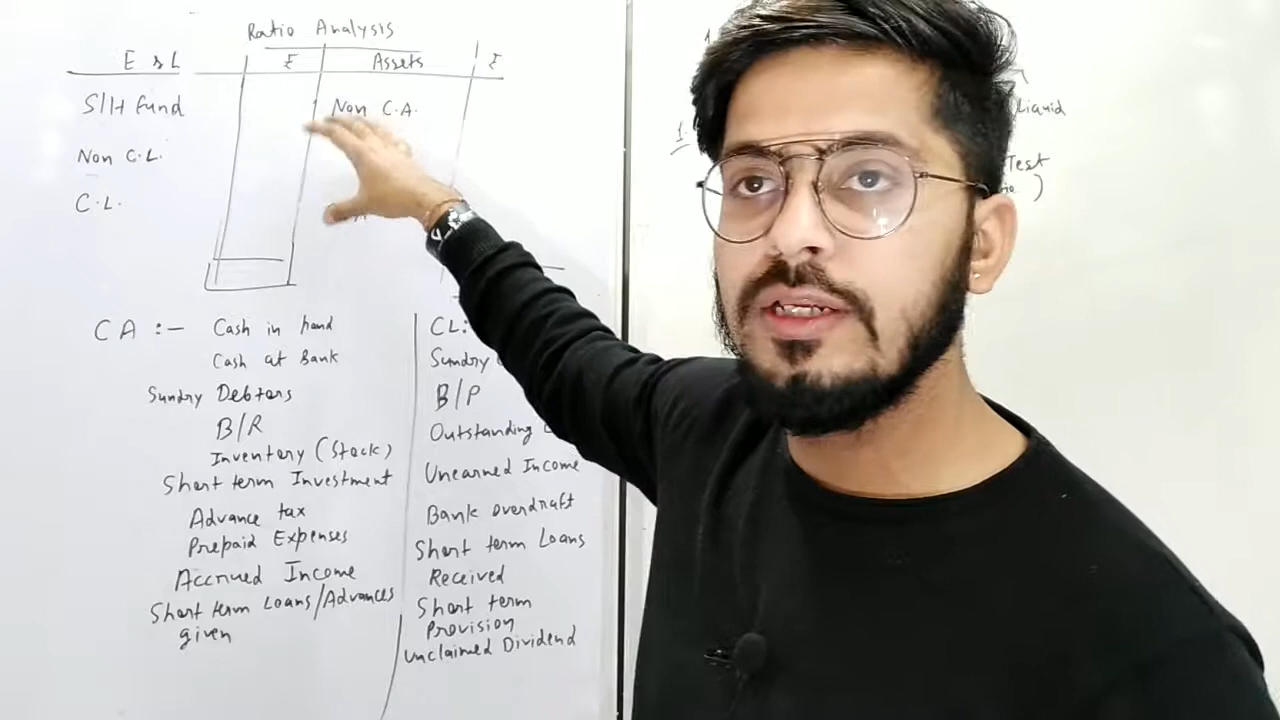 Ratio Analysis
E & L ₹ Assets ₹
S/H Fund
Non C.A.
Non C.L.
C.L.
CA :- Cash in hand
Cash at Bank
Sundry Debtors
B/R
Inventory (Stock)
Short term Investment
Advance tax
Prepaid Expenses
Accrued Income
Short term Loans/Advances
given
CL:
Sundry
B/P
Outstanding
Unearned Income
Bank overdraft
Short term Loans
Received
Short term
Provision
Unclaimed Dividend
1.
Liquid
Test